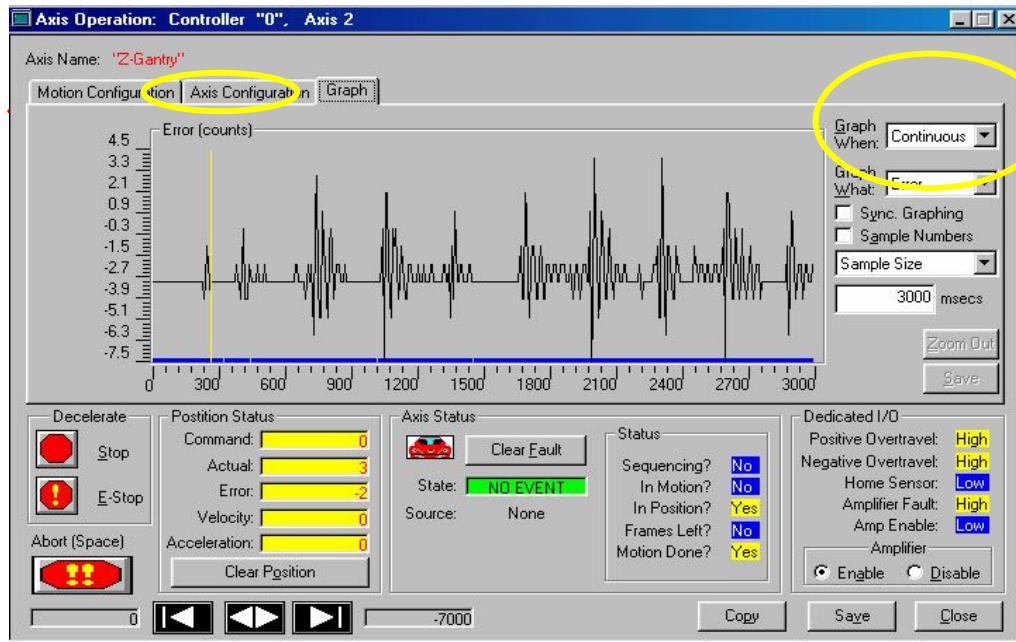 Axis Operation: Controller "0", Axis 2
Axis Name: "Z-Gantry"
Motion Configuration Axis Configuration Graph
Error (counts)
4.5
3.3
2.1
0.9
-0.3
-1.5
-2.7
-3.9
-5.1
-6.3
-7.5
0 300 600 900 1200 1500 1800 2100 2400 2700 3000
Graph When: Continuous
Graph What: Error
Sync. Graphing
Sample Numbers
Sample Size
3000 msecs
Zoom Out
Save
Decelerate
Stop
E-Stop
Abort (Space)
Postition Status
Command: 0
Actual: 3
Error: -2
Velocity: 0
Acceleration: 0
Clear Position
Axis Status
Clear Fault
State: NO EVENT
Source: None
Status
Sequencing? No
In Motion? No
In Position? Yes
Frames Left? No
Motion Done? Yes
Dedicated I/O
Positive Overtravel: High
Negative Overtravel: High
Home Sensor: Low
Amplifier Fault: High
Amp Enable: Low
Amplifier
Enable Disable
0 -7000
Copy Save Close